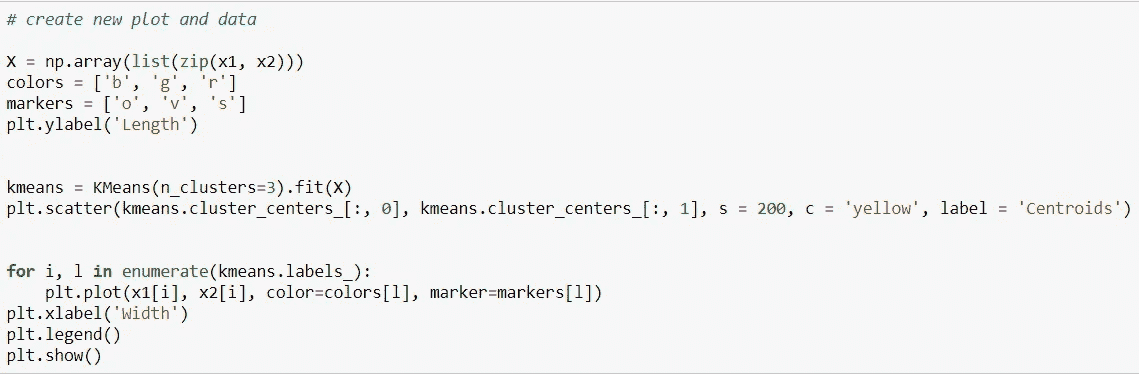 # create new plot and data
X = np.array(list(zip(x1, x2)))
colors = ['b', 'g', 'r']
markers = ['o', 'v', 's']
plt.ylabel('Length')
kmeans = KMeans(n_clusters=3).fit(X)
plt.scatter(kmeans.cluster_centers_[:, 0], kmeans.cluster_centers_[:, 1], s = 200, c = 'yellow', label = 'Centroids')
for i, l in enumerate(kmeans.labels_):
    plt.plot(x1[i], x2[i], color=colors[l], marker=markers[l])
plt.xlabel('Width')
plt.legend()
plt.show()